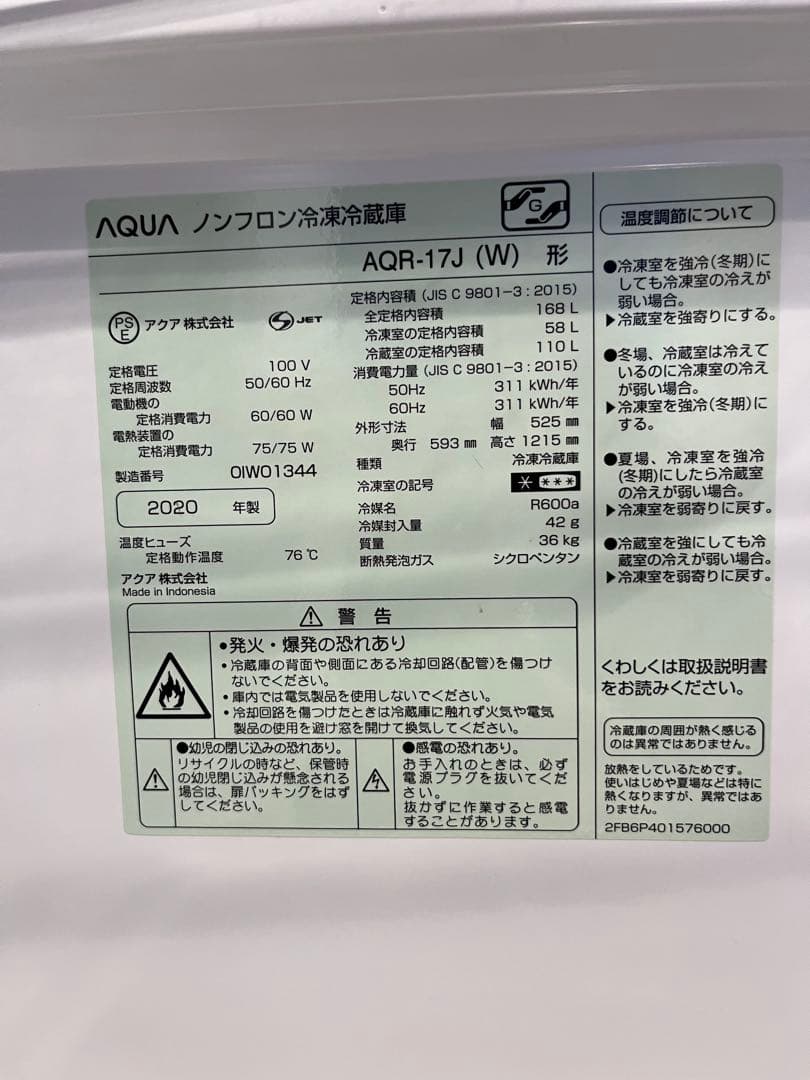 AQUA ノンフロン冷凍冷蔵庫
G
AQR-17J (W) 形
PSE アクア株式会社 JET
定格電圧 100 V
定格周波数 50/60 Hz
電動機の
定格消費電力 60/60 W
電熱装置の
定格消費電力 75/75 W
製造番号 OIW01344
2020 年製
温度ヒューズ
定格動作温度 76 ℃
アクア株式会社
Made in Indonesia
定格内容積 (JIS C 9801-3 : 2015)
全定格内容積 168 L
冷凍室の定格内容積 58 L
冷蔵室の定格内容積 110 L
消費電力量 (JIS C 9801-3 : 2015)
50Hz 311 kWh/年
60Hz 311 kWh/年
外形寸法 幅 525 ㎜
奥行 593 ㎜ 高さ 1215 ㎜
種類 冷凍冷蔵庫
冷凍室の記号 * ***
冷媒名 R600a
冷媒封入量 42 g
質量 36 kg
断熱発泡ガス シクロペンタン
⚠ 警告
●発火・爆発の恐れあり
・冷蔵庫の背面や側面にある冷却回路(配管)を傷つけ
ないでください。
・庫内では電気製品を使用しないでください。
・冷却回路を傷つけたときは冷蔵庫に触れず火気や電気
製品の使用を避け窓を開けて換気してください。
●幼児の閉じ込みの恐れあり。
リサイクルの時など、保管時
の幼児閉じ込みが懸念される
場合は、扉パッキングをはず
してください。
●感電の恐れあり。
お手入れのときは、必ず
電源プラグを抜いてくだ
さい。
抜かずに作業すると感電
することがあります。
温度調節について
●冷凍室を強冷(冬期)に
しても冷凍室の冷えが
弱い場合。
▶冷蔵室を強寄りにする。
●冬場、冷蔵室は冷えて
いるのに冷凍室の冷え
が弱い場合。
▶冷凍室を強冷(冬期)に
する。
●夏場、冷凍室を強冷
(冬期)にしたら冷蔵室
の冷えが弱い場合。
▶冷凍室を弱寄りに戻す。
●冷蔵室を強にしても冷
蔵室の冷えが弱い場合。
▶冷凍室を弱寄りに戻す。
くわしくは取扱説明書
をお読みください。
冷蔵庫の周囲が熱く感じる
のは異常ではありません。
放熱をしているためです。
使いはじめや夏場などは特に
熱くなりますが、異常ではあ
りません。
2FB6P401576000